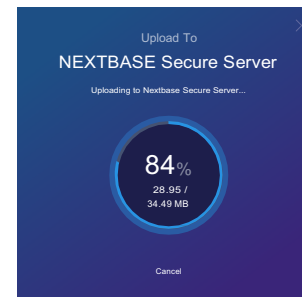 Upload To
NEXTBASE Secure Server
Uploading to Nextbase Secure Server...
84%
28.95 /
34.49 MB
Cancel